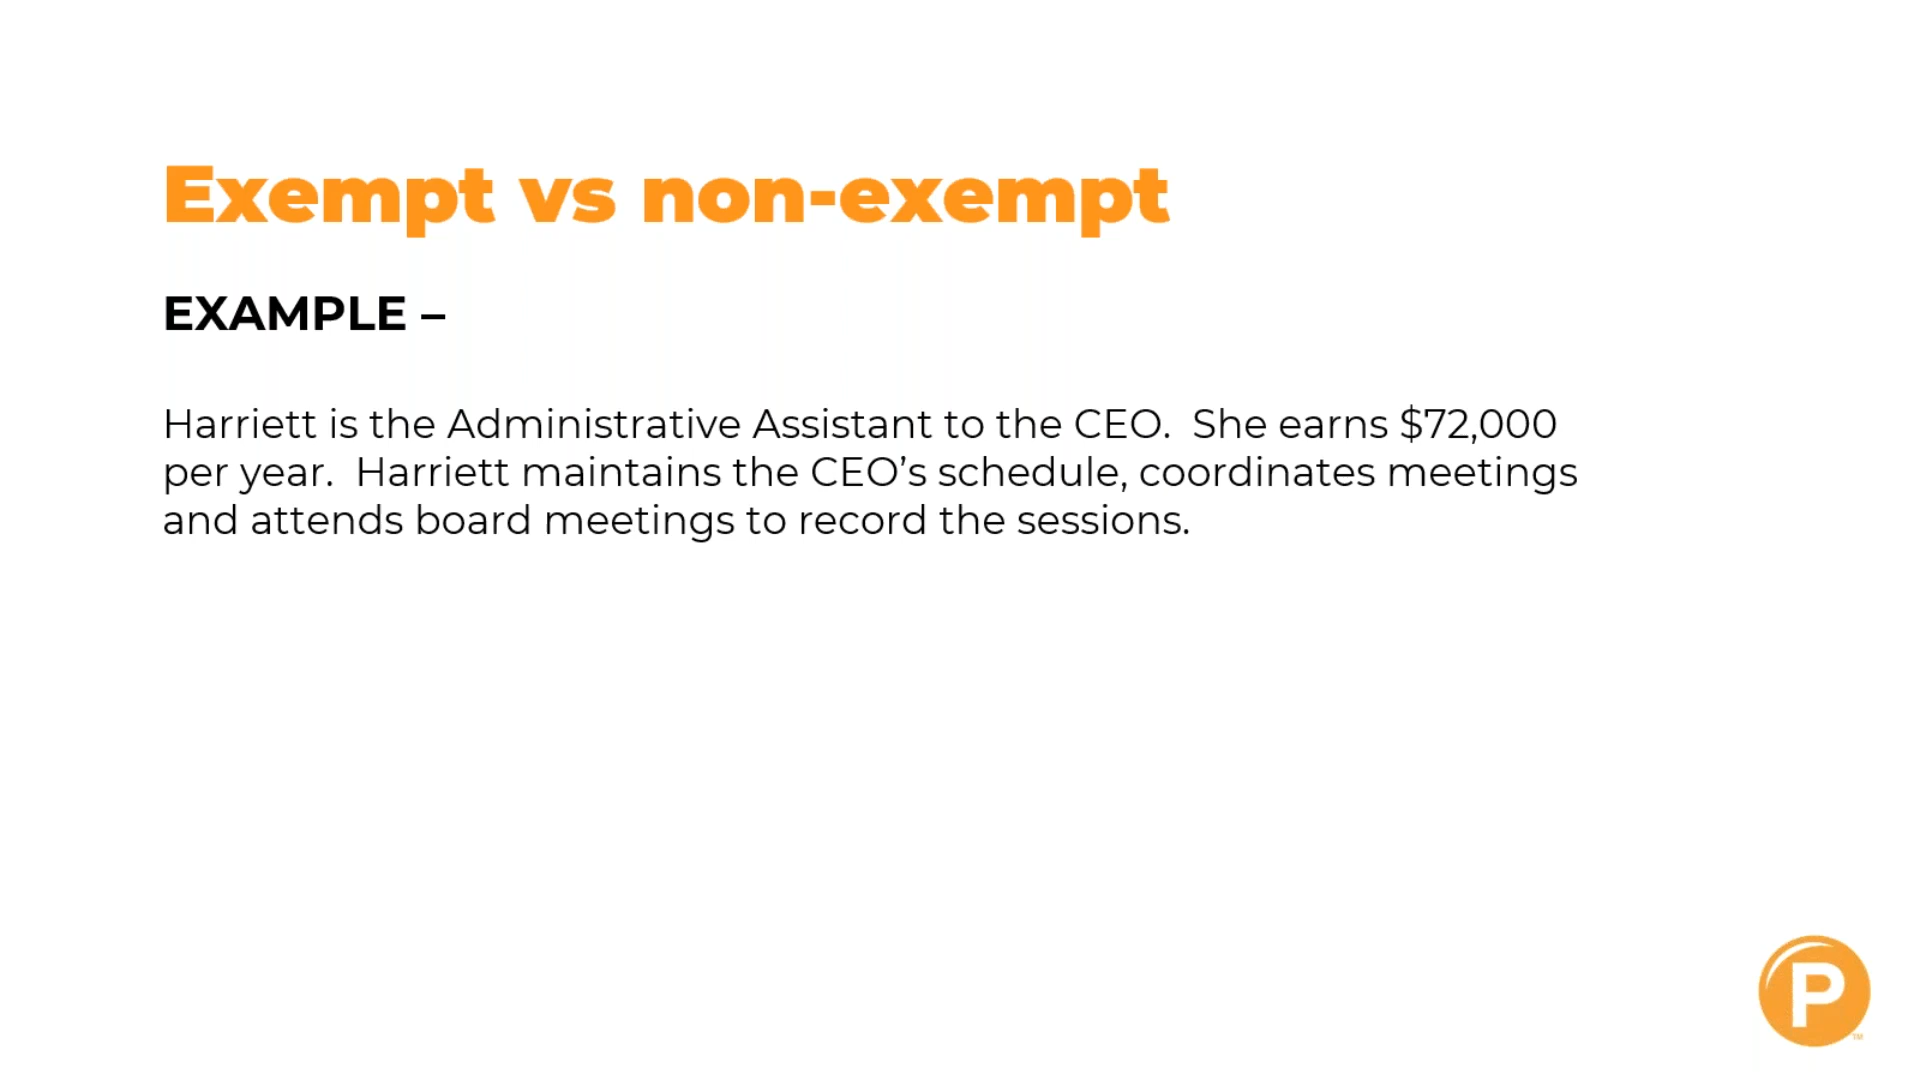 Exempt vs non-exempt
EXAMPLE –
Harriett is the Administrative Assistant to the CEO.  She earns $72,000
per year.  Harriett maintains the CEO’s schedule, coordinates meetings
and attends board meetings to record the sessions.
P
TM